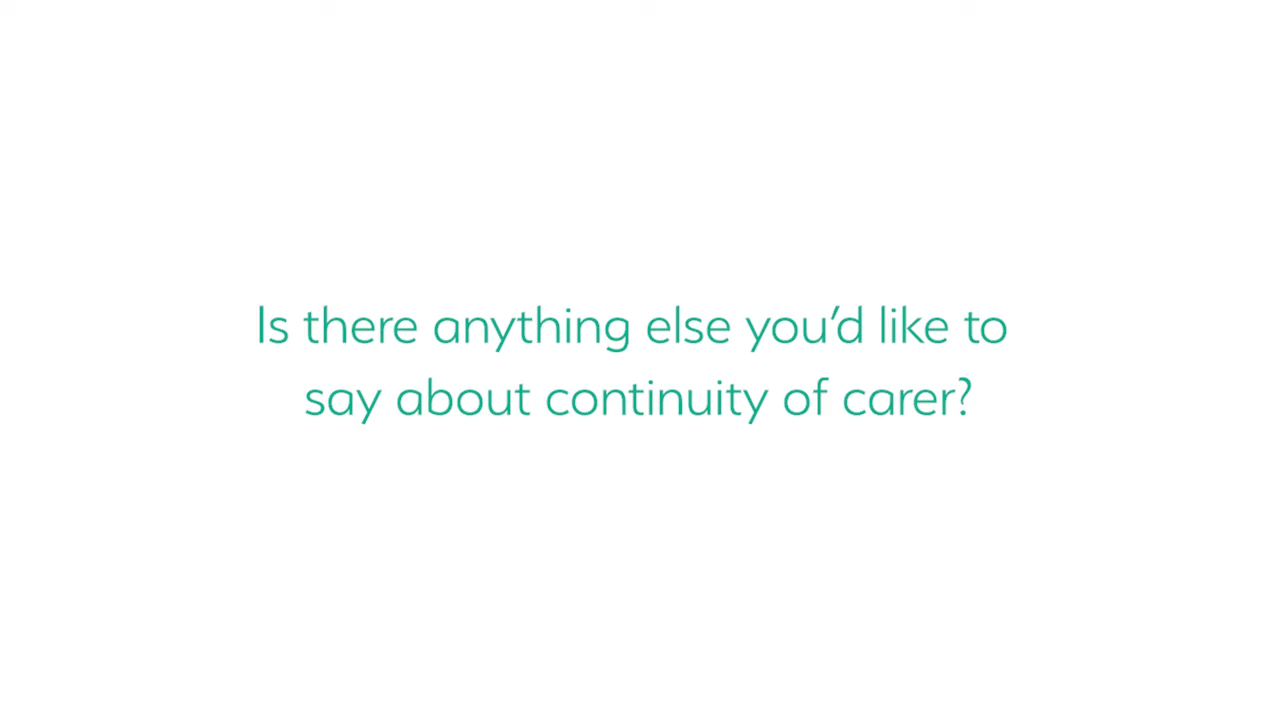 Is there anything else you’d like to
say about continuity of carer?